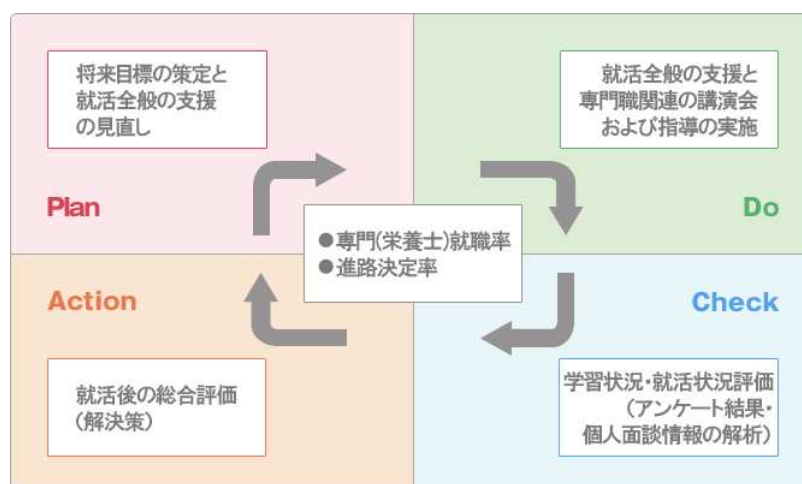 将来目標の策定と
就活全般の支援
の見直し
Plan
就活全般の支援と
専門職関連の講演会
および指導の実施
Do
●専門(栄養士)就職率
●進路決定率
Action
就活後の総合評価
(解決策)
Check
学習状況・就活状況評価
(アンケート結果・
個人面談情報の解析)